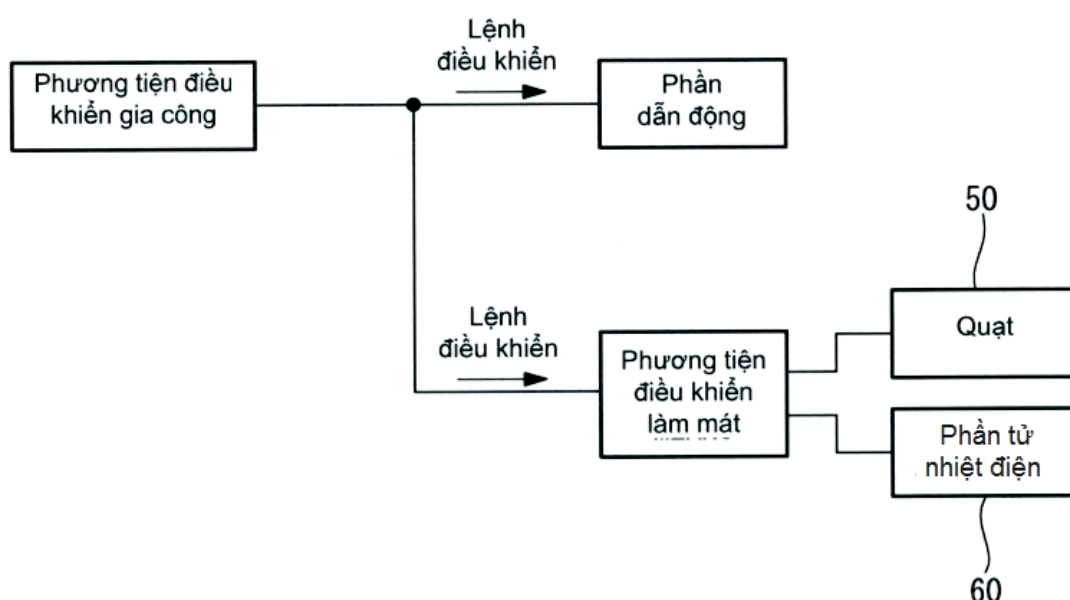 Lệnh
điều khiển
Phương tiện điều
khiển gia công
Phần
dẫn động
50
Quạt
Lệnh
điều khiển
Phương tiện
điều khiển
làm mát
Phần tử
nhiệt điện
60